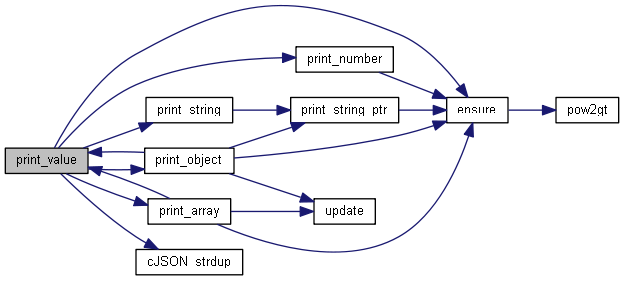 print_number
print_string
print_string_ptr
ensure
pow2gt
print_value
print_object
print_array
update
cJSON_strdup